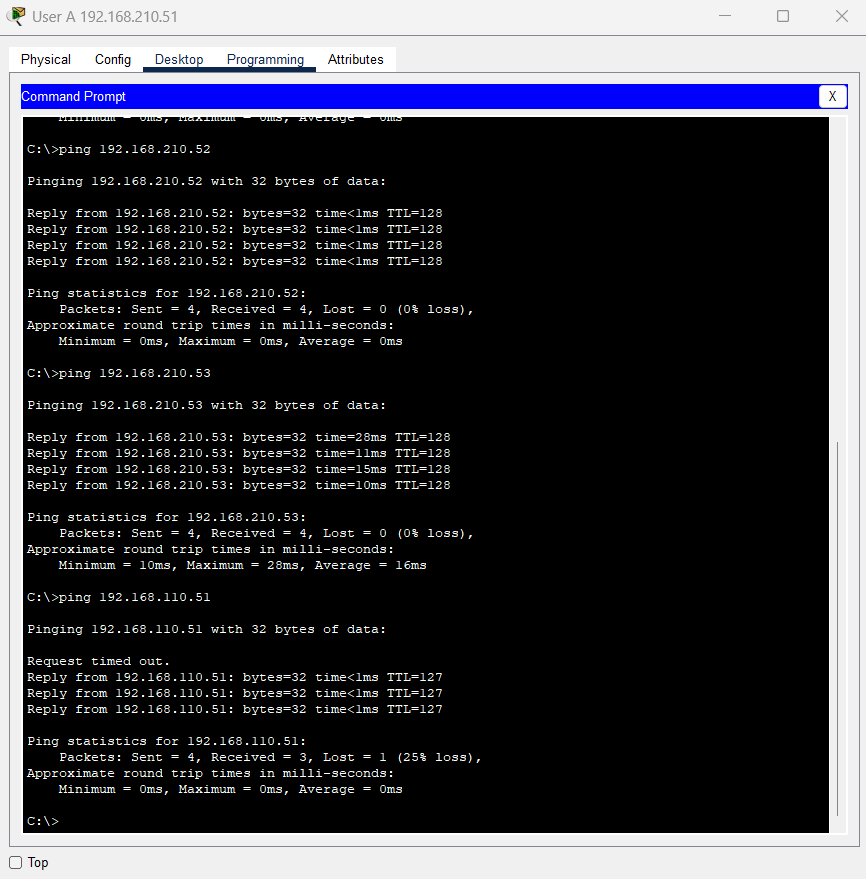 User A 192.168.210.51
Physical Config Desktop Programming Attributes
Command Prompt X
Minimum = 0ms, Maximum = 0ms, Average = 0ms
C:\>ping 192.168.210.52
Pinging 192.168.210.52 with 32 bytes of data:
Reply from 192.168.210.52: bytes=32 time<1ms TTL=128
Reply from 192.168.210.52: bytes=32 time<1ms TTL=128
Reply from 192.168.210.52: bytes=32 time<1ms TTL=128
Reply from 192.168.210.52: bytes=32 time<1ms TTL=128
Ping statistics for 192.168.210.52:
Packets: Sent = 4, Received = 4, Lost = 0 (0% loss),
Approximate round trip times in milli-seconds:
Minimum = 0ms, Maximum = 0ms, Average = 0ms
C:\>ping 192.168.210.53
Pinging 192.168.210.53 with 32 bytes of data:
Reply from 192.168.210.53: bytes=32 time=28ms TTL=128
Reply from 192.168.210.53: bytes=32 time=11ms TTL=128
Reply from 192.168.210.53: bytes=32 time=15ms TTL=128
Reply from 192.168.210.53: bytes=32 time=10ms TTL=128
Ping statistics for 192.168.210.53:
Packets: Sent = 4, Received = 4, Lost = 0 (0% loss),
Approximate round trip times in milli-seconds:
Minimum = 10ms, Maximum = 28ms, Average = 16ms
C:\>ping 192.168.110.51
Pinging 192.168.110.51 with 32 bytes of data:
Request timed out.
Reply from 192.168.110.51: bytes=32 time<1ms TTL=127
Reply from 192.168.110.51: bytes=32 time<1ms TTL=127
Reply from 192.168.110.51: bytes=32 time<1ms TTL=127
Ping statistics for 192.168.110.51:
Packets: Sent = 4, Received = 3, Lost = 1 (25% loss),
Approximate round trip times in milli-seconds:
Minimum = 0ms, Maximum = 0ms, Average = 0ms
C:\>
Top